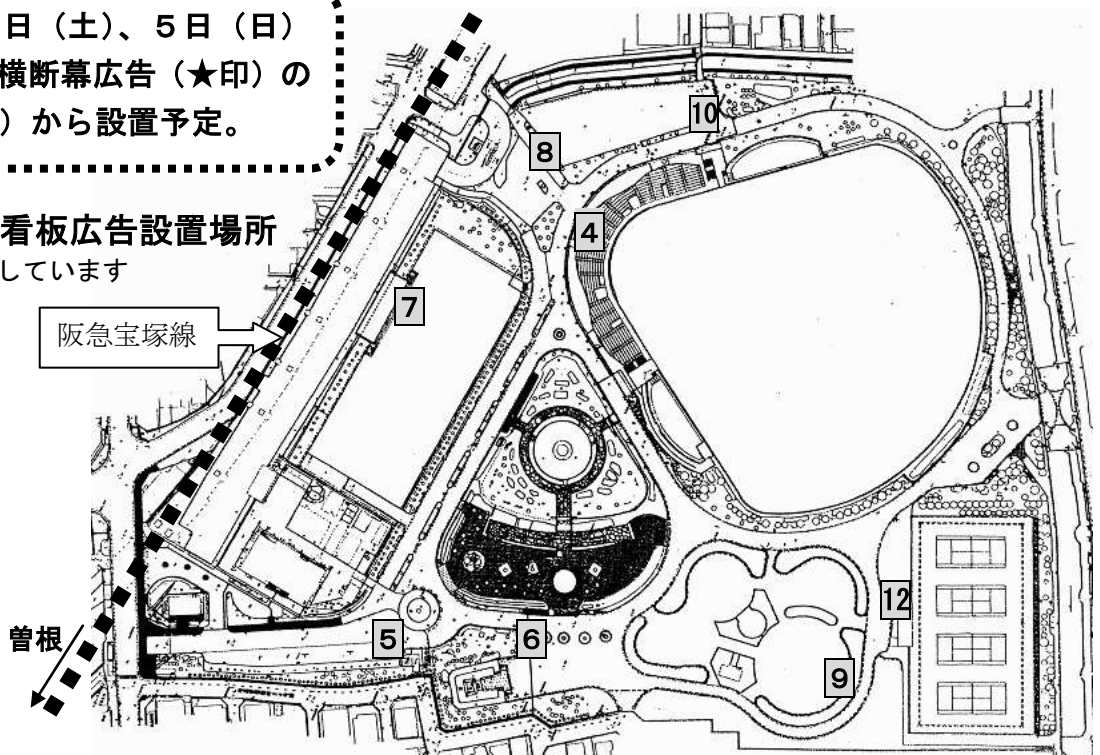 日（土）、５日（日）
横断幕広告（★印）の
）から設置予定。
看板広告設置場所
しています
阪急宝塚線
曽根
10
8
4
7
5
6
12
9